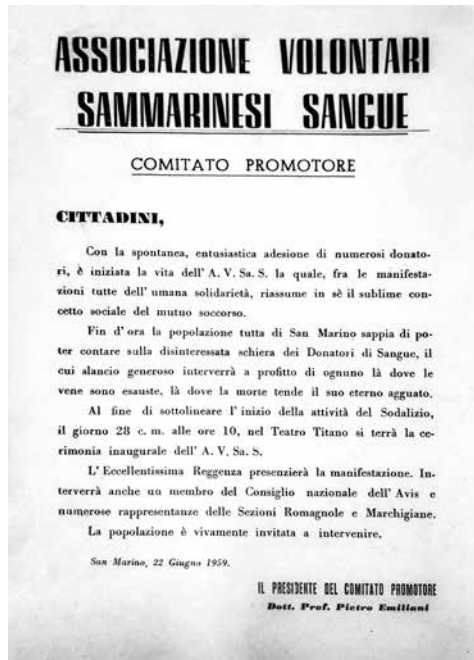 ASSOCIAZIONE VOLONTARI
SAMMARINESI SANGUE
COMITATO PROMOTORE
CITTADINI,
Con la spontanea, entusiastica adesione di numerosi donato-
ri, è iniziata la vita dell' A. V. Sa. S. la quale, fra le manifesta-
zioni tutte dell' umana solidarietà, riassume in sè il sublime con-
cetto sociale del mutuo soccorso.
Fin d' ora la popolazione tutta di San Marino sappia di po-
ter contare sulla disinteressata schiera dei Donatori di Sangue, il
cui slancio generoso interverrà a profitto di ognuno là dove le
vene sono esauste, là dove la morte tende il suo eterno agguato.
Al fine di sottolineare l' inizio della attività del Sodalizio,
il giorno 28 c. m. alle ore 10, nel Teatro Titano si terrà la ce-
rimonia inaugurale dell' A. V. Sa. S.
L' Eccellentissima Reggenza presenzierà la manifestazione. In-
terverrà anche un membro del Consiglio nazionale dell' Avis e
numerose rappresentanze delle Sezioni Romagnole e Marchigiane.
La popolazione è vivamente invitata a intervenire.
San Marino, 22 Giugno 1959.
IL PRESIDENTE DEL COMITATO PROMOTORE
Dott. Prof. Pietro Emiliani